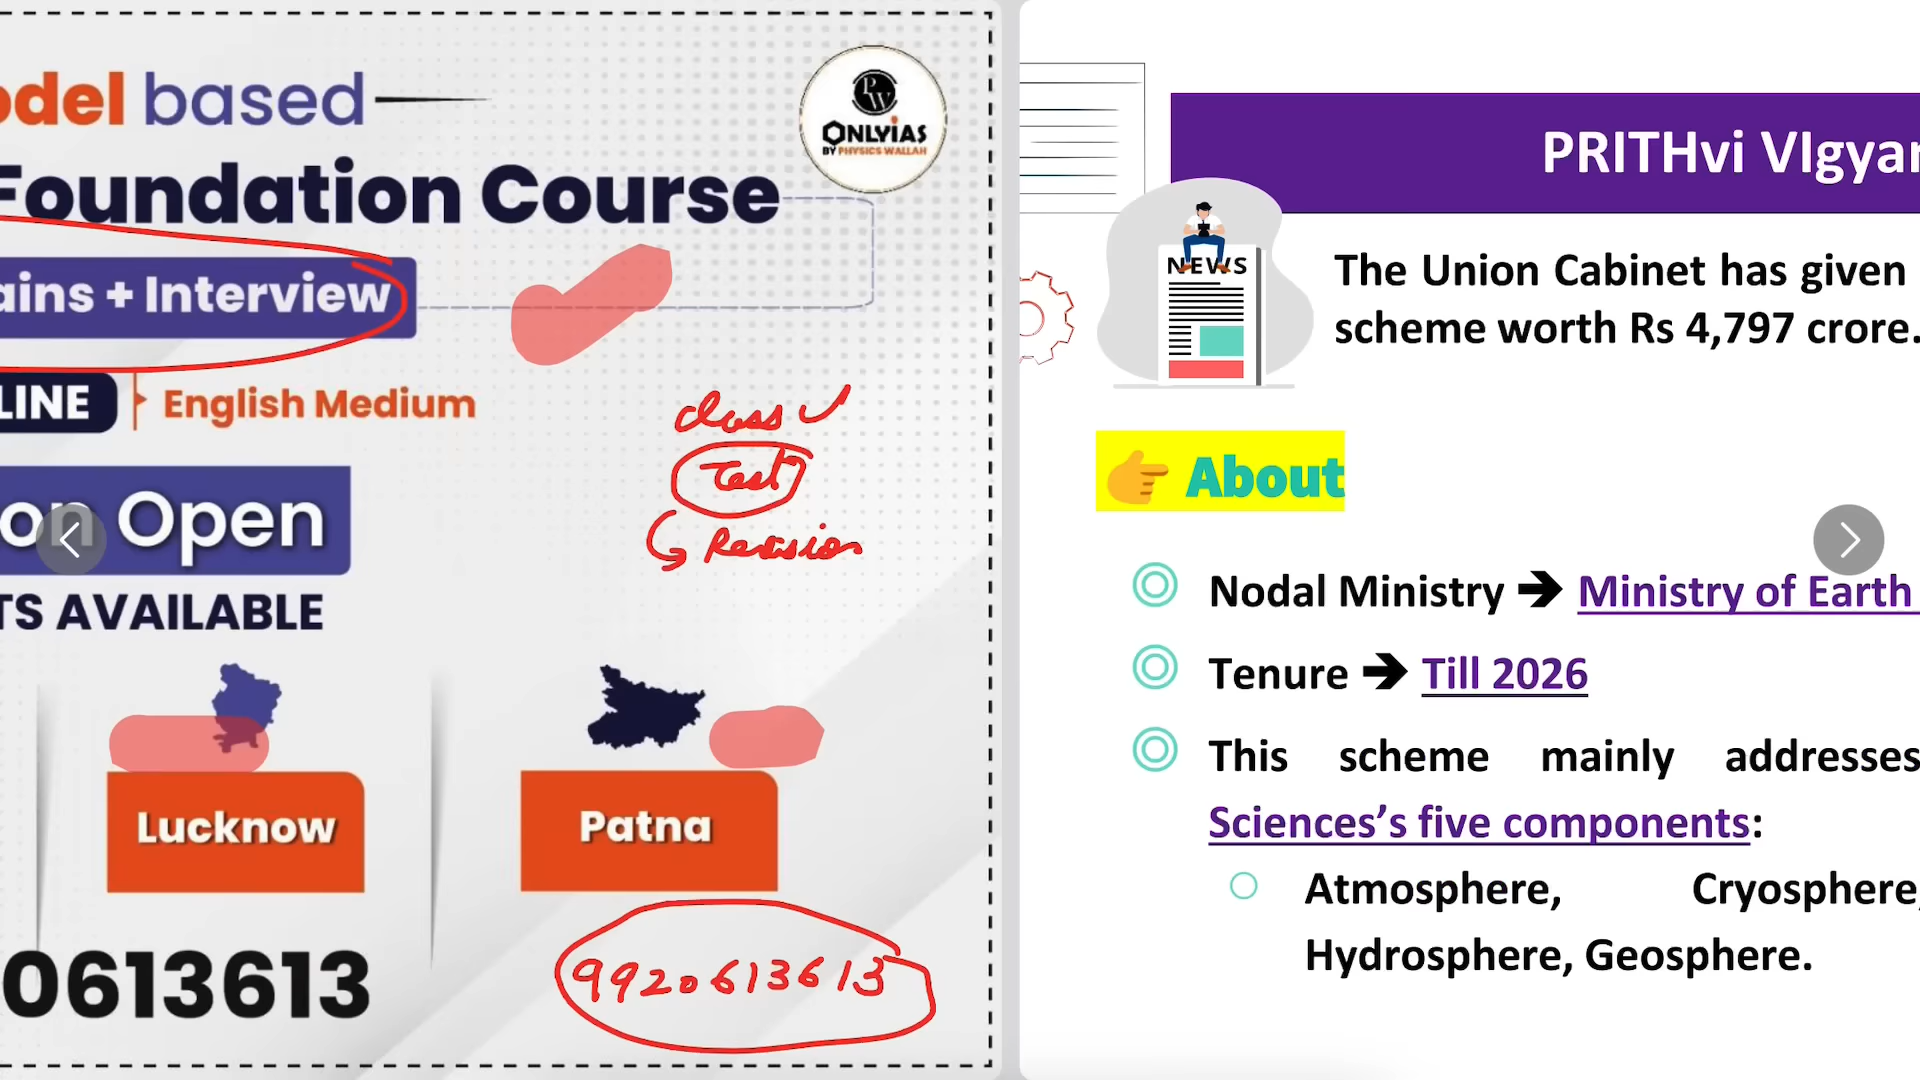 odel based
Foundation Course
ains + Interview
LINE
English Medium
on Open
TS AVAILABLE
Lucknow
Patna
0613613
PW
ONLYIAS
BY PHYSICS WALLAH
class
Test
Revision
9920613613
PRITHvi VIgyan
NEWS
The Union Cabinet has given
scheme worth Rs 4,797 crore.
👉 About
Nodal Ministry ➔ Ministry of Earth
Tenure ➔ Till 2026
This scheme mainly addresses
Sciences’s five components:
Atmosphere, Cryosphere,
Hydrosphere, Geosphere.